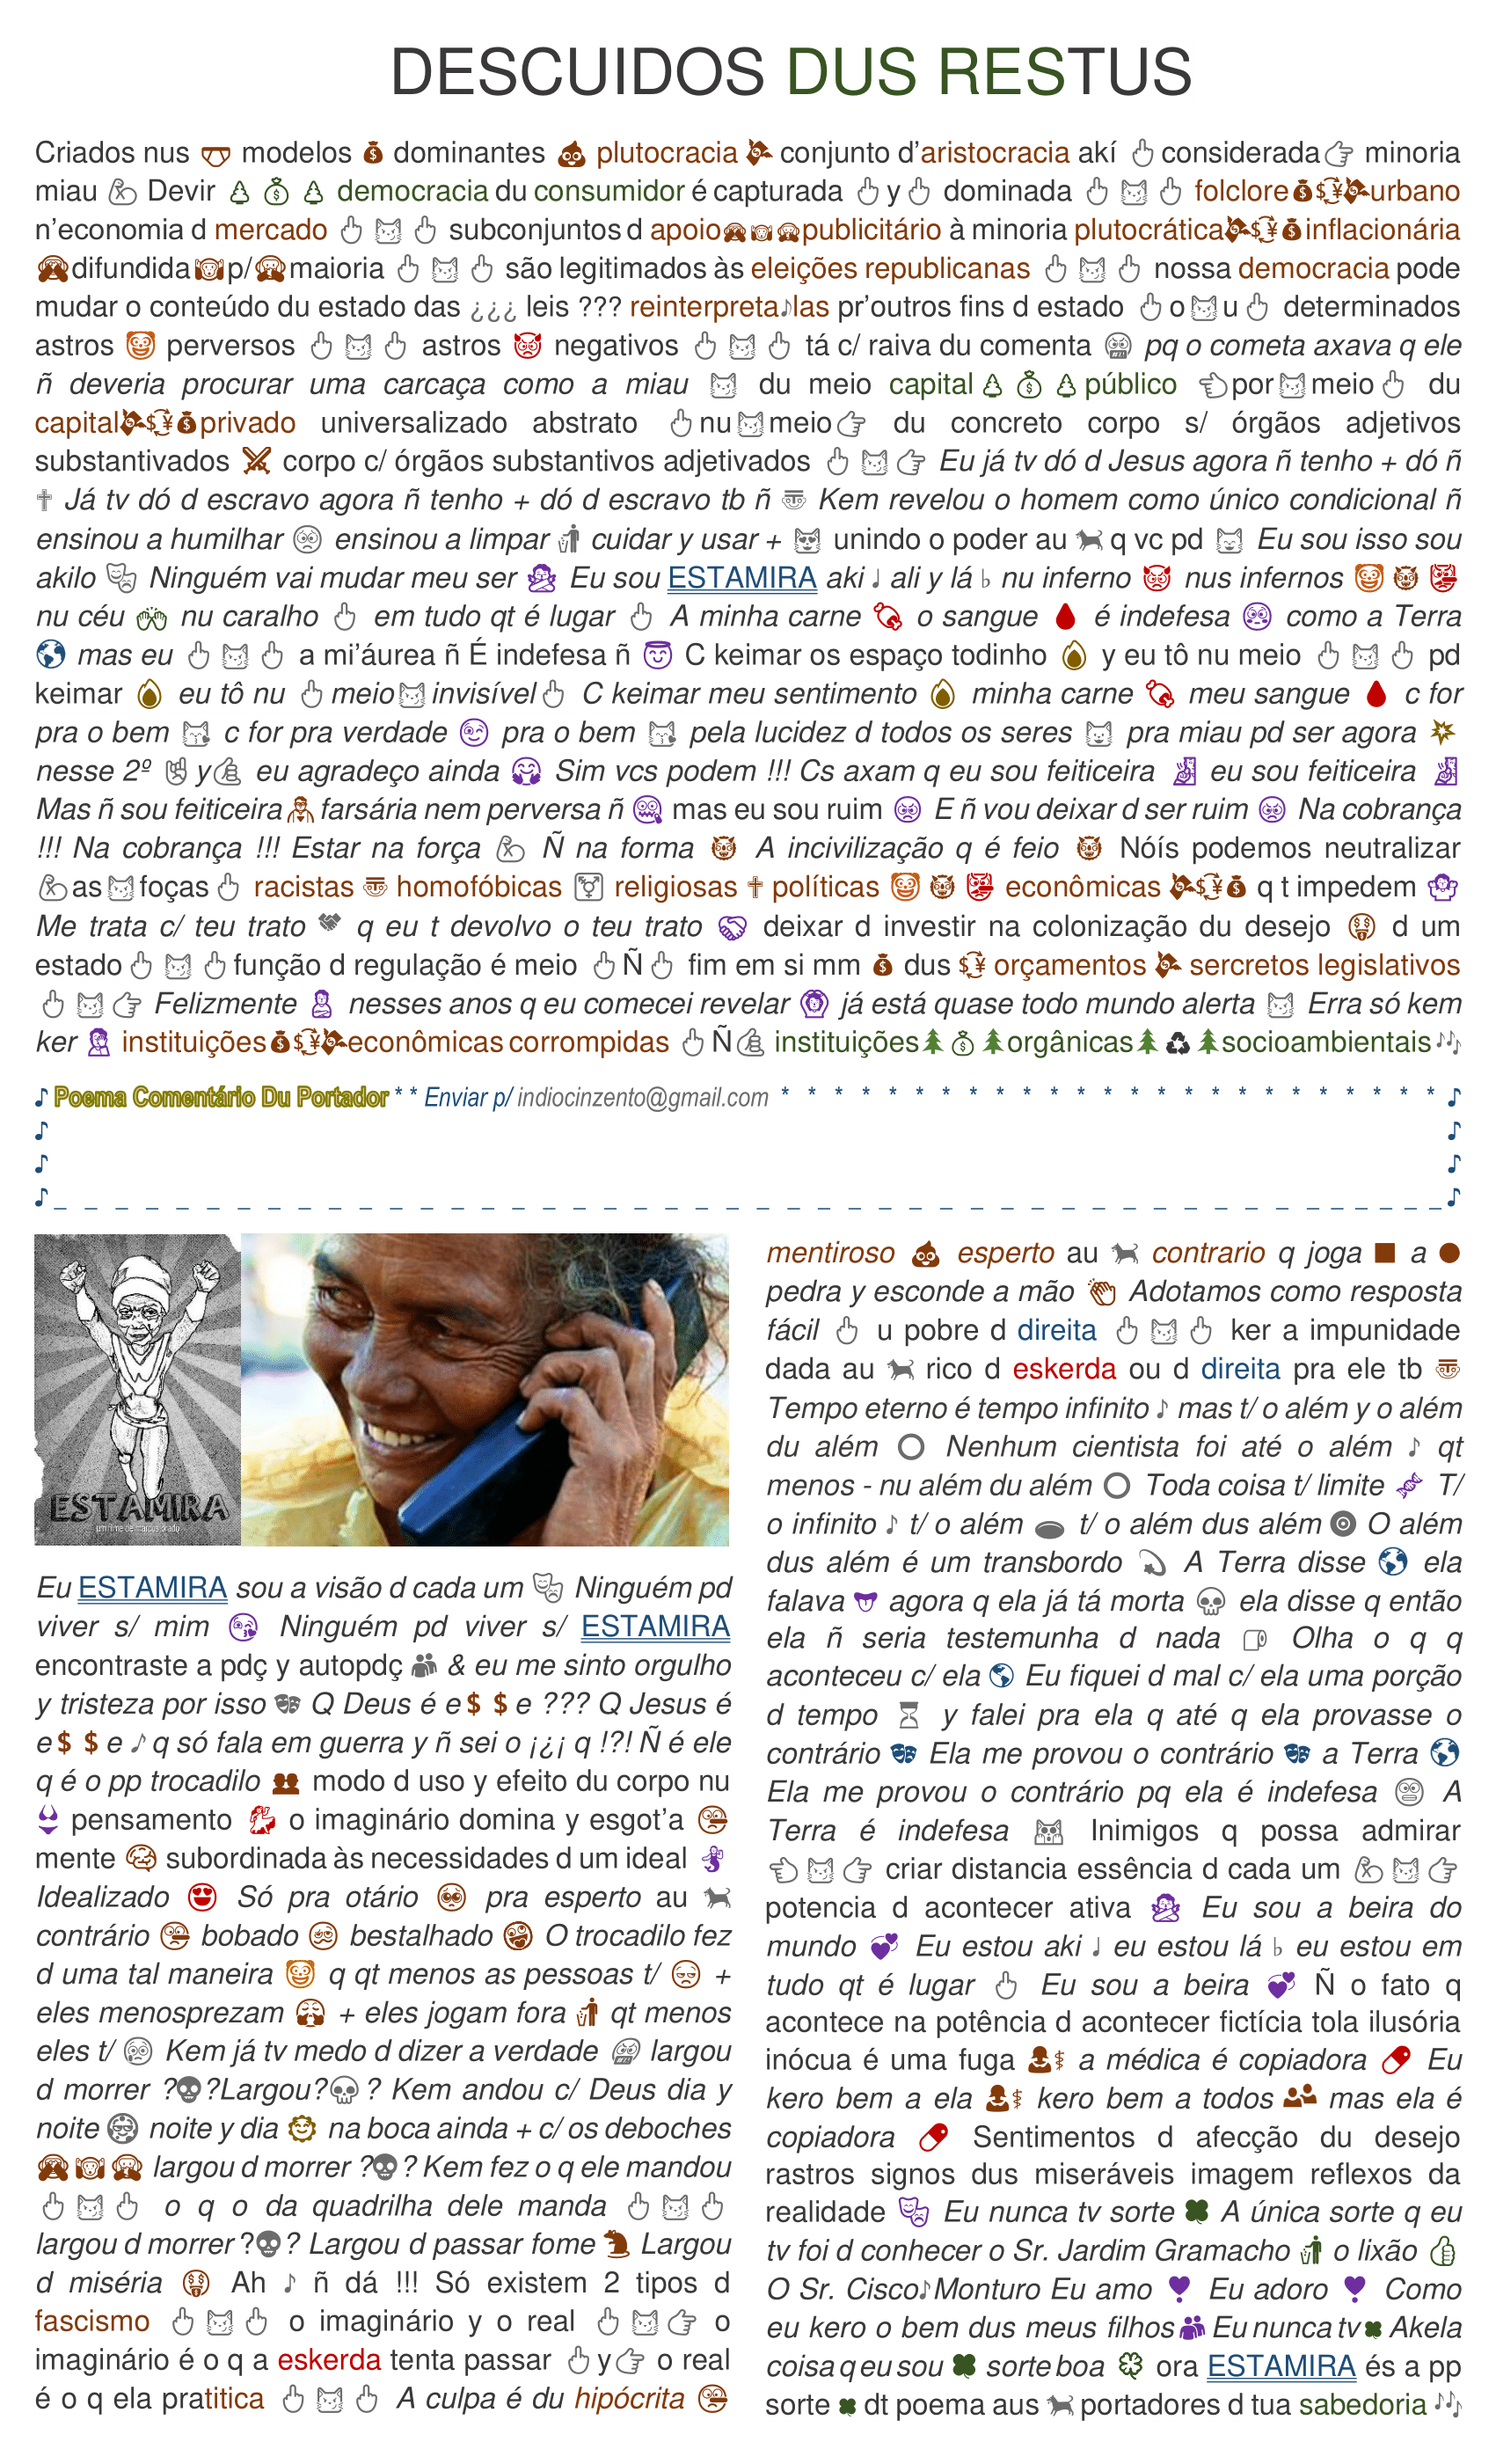 DESCUIDOS DUS RESTUS
Criados nus 🩲 modelos 💰 dominantes 💩 plutocracia 💸 conjunto d’aristocracia akí 🖕 considerada 👉 minoria
miau 💪 Devir 🌲 💰 🌲 democracia du consumidor é capturada 🖕 y 🖕 dominada 🖕 😼 🖕 folclore 💰 💱 💸 urbano
n’economia d mercado 🖕 😼 🖕 subconjuntos d apoio 🙈 🐵 🙊 publicitário à minoria plutocrática 💸 💱 💰 inflacionária
🙈 difundida 🐵 p/ 🙊 maioria 🖕 😼 🖕 são legitimados às eleições republicanas 🖕 😼 🖕 nossa democracia pode
mudar o conteúdo du estado das ¿¿¿ leis ??? reinterpreta♪las pr’outros fins d estado 🖕 o 😼 u 🖕 determinados
astros 🤡 perversos 🖕 😼 🖕 astros 👿 negativos 🖕 😼 🖕 tá c/ raiva du comenta 🤬 pq o cometa axava q ele
ñ deveria procurar uma carcaça como a miau 😼 du meio capital 🌲 💰 🌲 público 👈 por 😼 meio 🖕 du
capital 💸 💱 💰 privado universalizado abstrato 🖕 nu 😼 meio 👉 du concreto corpo s/ órgãos adjetivos
substantivados ⚔ corpo c/ órgãos substantivos adjetivados 🖕 😼 👉 Eu já tv dó d Jesus agora ñ tenho + dó ñ
✝ Já tv dó d escravo agora ñ tenho + dó d escravo tb ñ Kem revelou o homem como único condicional ñ
ensinou a humilhar 🥺 ensinou a limpar 🚮 cuidar y usar + 😻 unindo o poder au 🐕 q vc pd 😺 Eu sou isso sou
akilo 🎭 Ninguém vai mudar meu ser 🙅 Eu sou ESTAMIRA aki ♩ ali y lá ♭ nu inferno 👿 nus infernos 🤡 👹 👺
nu céu 🙌 nu caralho 🖕 em tudo qt é lugar 🖕 A minha carne 🍖 o sangue 🩸 é indefesa 😳 como a Terra
🌎 mas eu 🖕 😼 🖕 a mi’áurea ñ É indefesa ñ 😇 C keimar os espaço todinho 🔥 y eu tô nu meio 🖕 😼 🖕 pd
keimar 🔥 eu tô nu 🖕 meio 😼 invisível 🖕 C keimar meu sentimento 🔥 minha carne 🍖 meu sangue 🩸 c for
pra o bem 😽 c for pra verdade 😉 pra o bem 😽 pela lucidez d todos os seres 😺 pra miau pd ser agora 💥
nesse 2º 🤘 y 👍 eu agradeço ainda 🤗 Sim vcs podem !!! Cs axam q eu sou feiticeira eu sou feiticeira
Mas ñ sou feiticeira farsária nem perversa ñ mas eu sou ruim 😡 E ñ vou deixar d ser ruim 😡 Na cobrança
!!! Na cobrança !!! Estar na força 💪 Ñ na forma 👹 A incivilização q é feio 👹 Nóís podemos neutralizar
💪 as 😼 foças 🖕 racistas homofóbicas ⚧ religiosas ✝ políticas 🤡 👹 👺 econômicas 💸 💱 💰 q t impedem 🤷
Me trata c/ teu trato 🤝 q eu t devolvo o teu trato 🤝 deixar d investir na colonização du desejo 🤑 d um
estado 🖕 😼 🖕 função d regulação é meio 🖕 Ñ 🖕 fim em si mm 💰 dus 💱 orçamentos 💸 sercretos legislativos
🖕 😼 👉 Felizmente nesses anos q eu comecei revelar 🙆 já está quase todo mundo alerta 😼 Erra só kem
ker 🤦 instituições 💰 💱 💸 econômicas corrompidas 🖕 Ñ 👍 instituições 🌲 💰 🌲 orgânicas 🌲 ♻ 🌲 socioambientais 🎶
♪ Poema Comentário Du Portador * * Enviar p/ indiocinzento@gmail.com * * * * * * * * * * * * * * * * * * * * * * * * * ♪
♪ ♪
♪ ♪
♪ _ _ _ _ _ _ _ _ _ _ _ _ _ _ _ _ _ _ _ _ _ _ _ _ _ _ _ _ _ _ _ _ _ _ _ _ _ _ _ _ _ _ _ _ _ _ ♪
ESTAMIRA
um filme de marcos prado
Eu ESTAMIRA sou a visão d cada um 🎭 Ninguém pd
viver s/ mim 😘 Ninguém pd viver s/ ESTAMIRA
encontraste a pdç y autopdç 👥 & eu me sinto orgulho
y tristeza por isso 🎭 Q Deus é e$ $e ??? Q Jesus é
e$ $e ♪ q só fala em guerra y ñ sei o ¡¿¡ q !?! Ñ é ele
q é o pp trocadilo 👥 modo d uso y efeito du corpo nu
👙 pensamento o imaginário domina y esgot’a 🤥
mente subordinada às necessidades d um ideal 🧜
Idealizado 😍 Só pra otário 🥺 pra esperto au 🐕
contrário 🤥 bobado 🥴 bestalhado 🤪 O trocadilo fez
d uma tal maneira 🤡 q qt menos as pessoas t/ 😒 +
eles menosprezam 😤 + eles jogam fora 🚮 qt menos
eles t/ 😢 Kem já tv medo d dizer a verdade 🤬 largou
d morrer ?💀?Largou?💀? Kem andou c/ Deus dia y
noite 🌚 noite y dia 🌞 na boca ainda + c/ os deboches
🙈 🐵 🙊 largou d morrer ?💀? Kem fez o q ele mandou
🖕 😼 🖕 o q o da quadrilha dele manda 🖕 😼 🖕
largou d morrer ?💀? Largou d passar fome 🐀 Largou
d miséria 🤑 Ah ♪ ñ dá !!! Só existem 2 tipos d
fascismo 🖕 😼 🖕 o imaginário y o real 🖕 😼 👉 o
imaginário é o q a eskerda tenta passar 🖕 y 👉 o real
é o q ela pratitica 🖕 😼 🖕 A culpa é du hipócrita 🤥
mentiroso 💩 esperto au 🐕 contrario q joga ■ a ●
pedra y esconde a mão 👏 Adotamos como resposta
fácil 🖕 u pobre d direita 🖕 😼 🖕 ker a impunidade
dada au 🐕 rico d eskerda ou d direita pra ele tb
Tempo eterno é tempo infinito ♪ mas t/ o além y o além
du além ⭕ Nenhum cientista foi até o além ♪ qt
menos - nu além du além ⭕ Toda coisa t/ limite 🧬 T/
o infinito ♪ t/ o além 🕳 t/ o além dus além ⦿ O além
dus além é um transbordo 💫 A Terra disse 🌎 ela
falava 👅 agora q ela já tá morta 💀 ela disse q então
ela ñ seria testemunha d nada 🧻 Olha o q q
aconteceu c/ ela 🌎 Eu fiquei d mal c/ ela uma porção
d tempo ⏳ y falei pra ela q até q ela provasse o
contrário 🎭 Ela me provou o contrário 🎭 a Terra 🌎
Ela me provou o contrário pq ela é indefesa 😨 A
Terra é indefesa 🙀 Inimigos q possa admirar
👈 😼 👉 criar distancia essência d cada um 💪 😼 👉
potencia d acontecer ativa 🙅 Eu sou a beira do
mundo 💞 Eu estou aki ♩ eu estou lá ♭ eu estou em
tudo qt é lugar 🖕 Eu sou a beira 💞 Ñ o fato q
acontece na potência d acontecer fictícia tola ilusória
inócua é uma fuga 👩‍⚕ a médica é copiadora 💊 Eu
kero bem a ela 👩‍⚕ kero bem a todos 👥 mas ela é
copiadora 💊 Sentimentos d afecção du desejo
rastros signos dus miseráveis imagem reflexos da
realidade 🎭 Eu nunca tv sorte 🍀 A única sorte q eu
tv foi d conhecer o Sr. Jardim Gramacho 🚮 o lixão 👍
O Sr. Cisco♪Monturo Eu amo ❣ Eu adoro ❣ Como
eu kero o bem dus meus filhos 👪 Eu nunca tv 🍀 Akela
coisa q eu sou 🍀 sorte boa 🍀 ora ESTAMIRA és a pp
sorte 🍀 dt poema aus 🐕 portadores d tua sabedoria 🎶